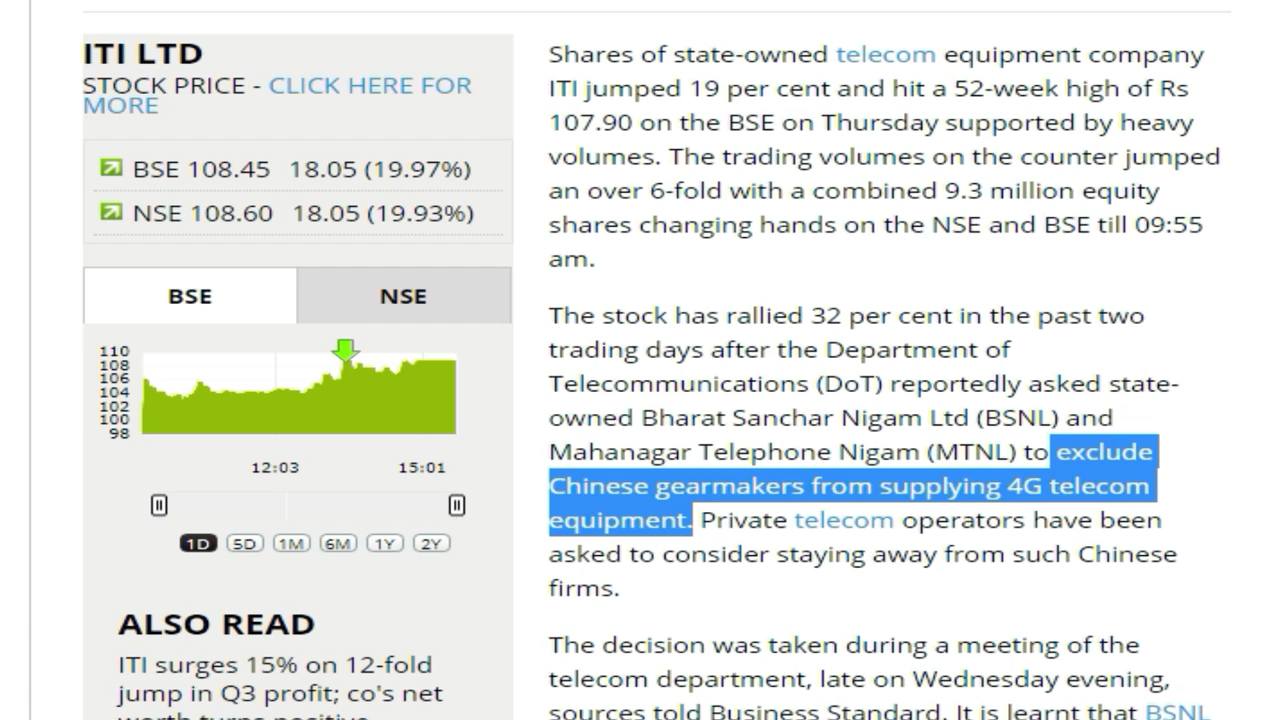 ITI LTD
STOCK PRICE - CLICK HERE FOR
MORE
BSE 108.45 18.05 (19.97%)
NSE 108.60 18.05 (19.93%)
BSE NSE
110
108
106
104
102
100
98
12:03 15:01
1D 5D 1M 6M 1Y 2Y
ALSO READ
ITI surges 15% on 12-fold
jump in Q3 profit; co's net
worth turns positive
Shares of state-owned telecom equipment company
ITI jumped 19 per cent and hit a 52-week high of Rs
107.90 on the BSE on Thursday supported by heavy
volumes. The trading volumes on the counter jumped
an over 6-fold with a combined 9.3 million equity
shares changing hands on the NSE and BSE till 09:55
am.
The stock has rallied 32 per cent in the past two
trading days after the Department of
Telecommunications (DoT) reportedly asked state-
owned Bharat Sanchar Nigam Ltd (BSNL) and
Mahanagar Telephone Nigam (MTNL) to exclude
Chinese gearmakers from supplying 4G telecom
equipment. Private telecom operators have been
asked to consider staying away from such Chinese
firms.
The decision was taken during a meeting of the
telecom department, late on Wednesday evening,
sources told Business Standard. It is learnt that BSNL